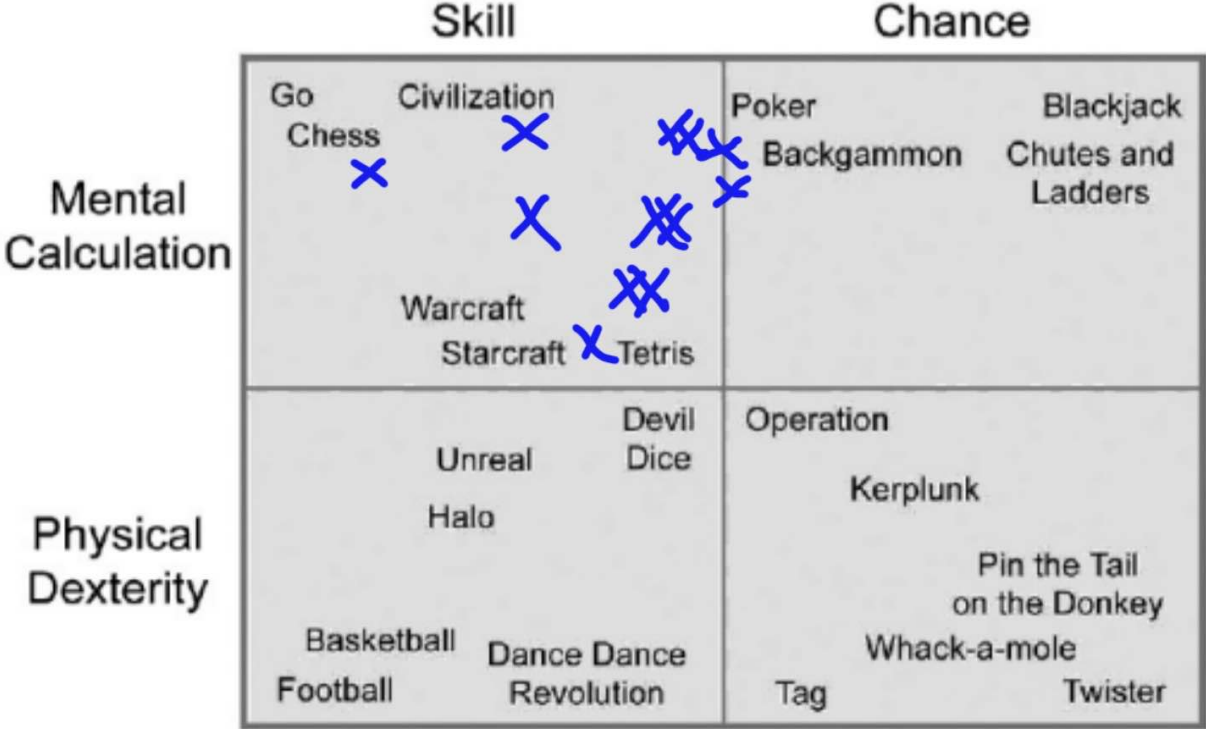 Skill
Chance
Mental
Calculation
Go
Civilization
Chess
Warcraft
Starcraft
Tetris
Poker
Blackjack
Backgammon
Chutes and
Ladders
Physical
Dexterity
Devil
Dice
Unreal
Halo
Basketball
Dance Dance
Revolution
Football
Operation
Kerplunk
Pin the Tail
on the Donkey
Whack-a-mole
Tag
Twister